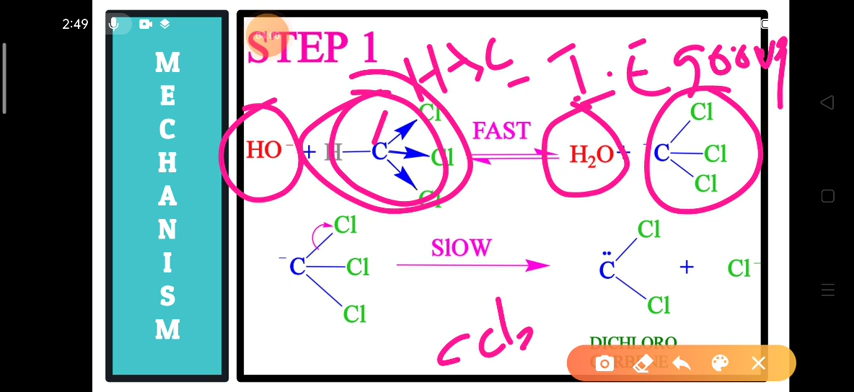 2:49
MECHANISM
STEP 1
H>C - I.E group
HO⁻ + H—C Cl Cl Cl FAST H₂O + ⁻C Cl Cl Cl
⁻C Cl Cl Cl SlOW C̈ Cl Cl + Cl⁻
CCl₂
DICHLORO